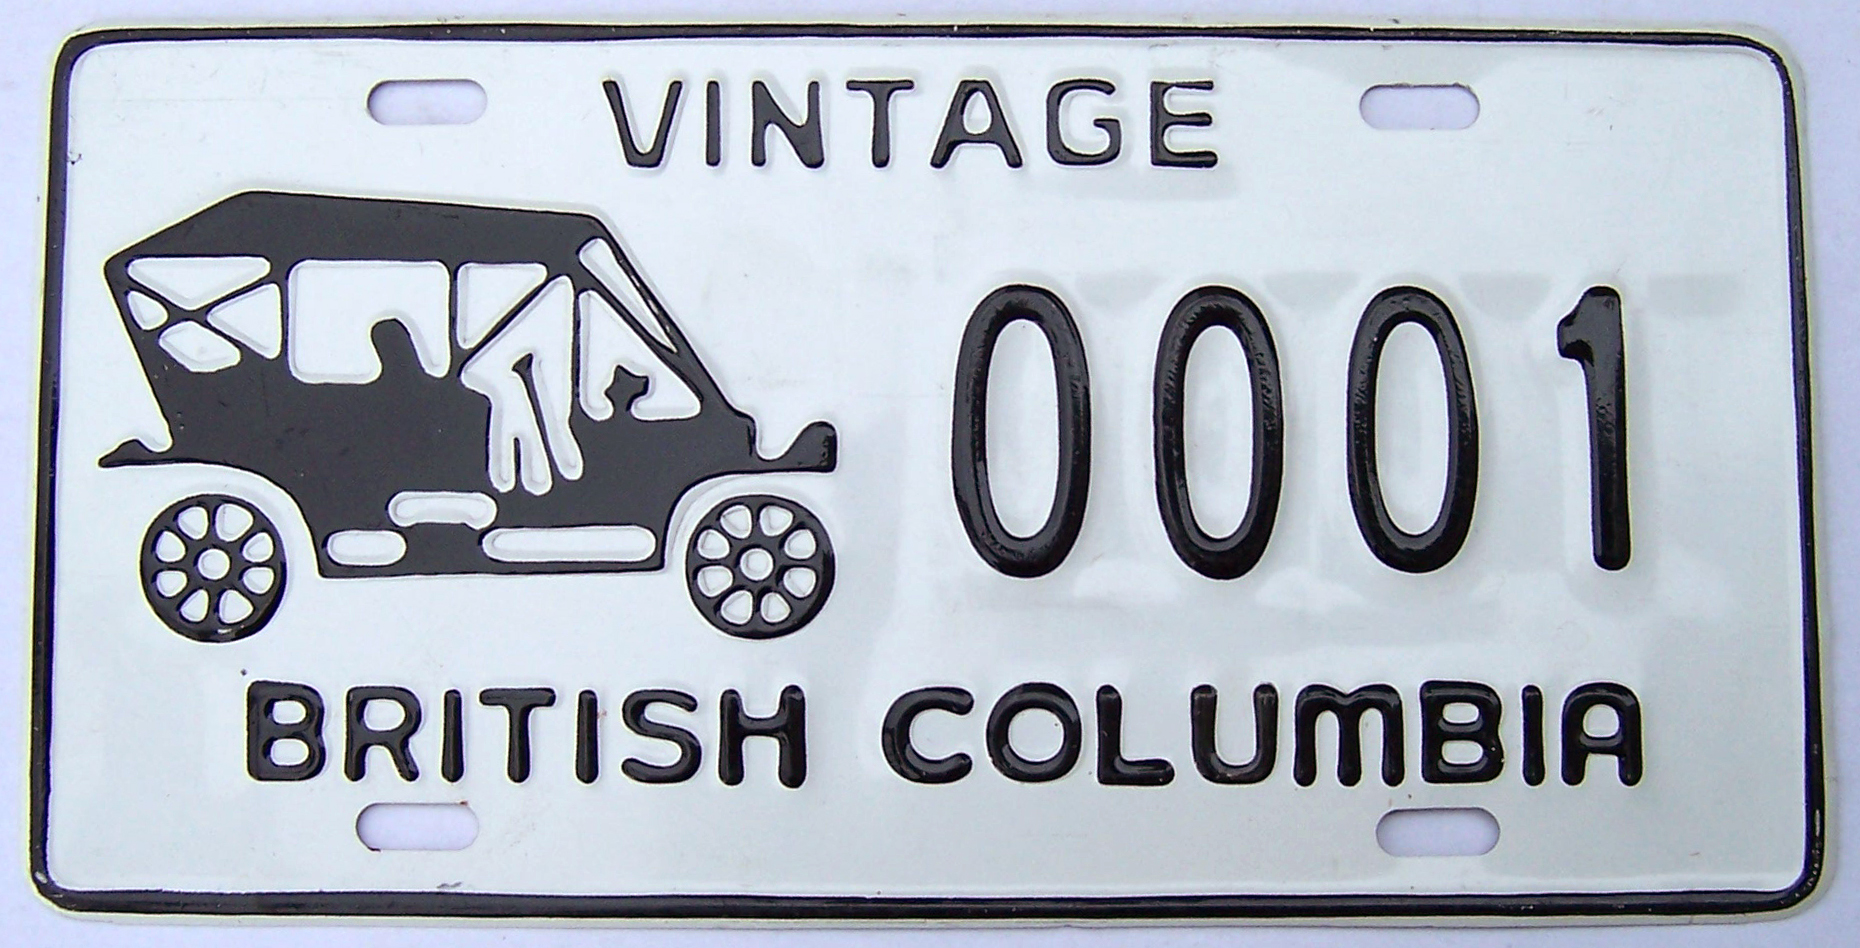 VINTAGE
0001
BRITISH COLUMBIA